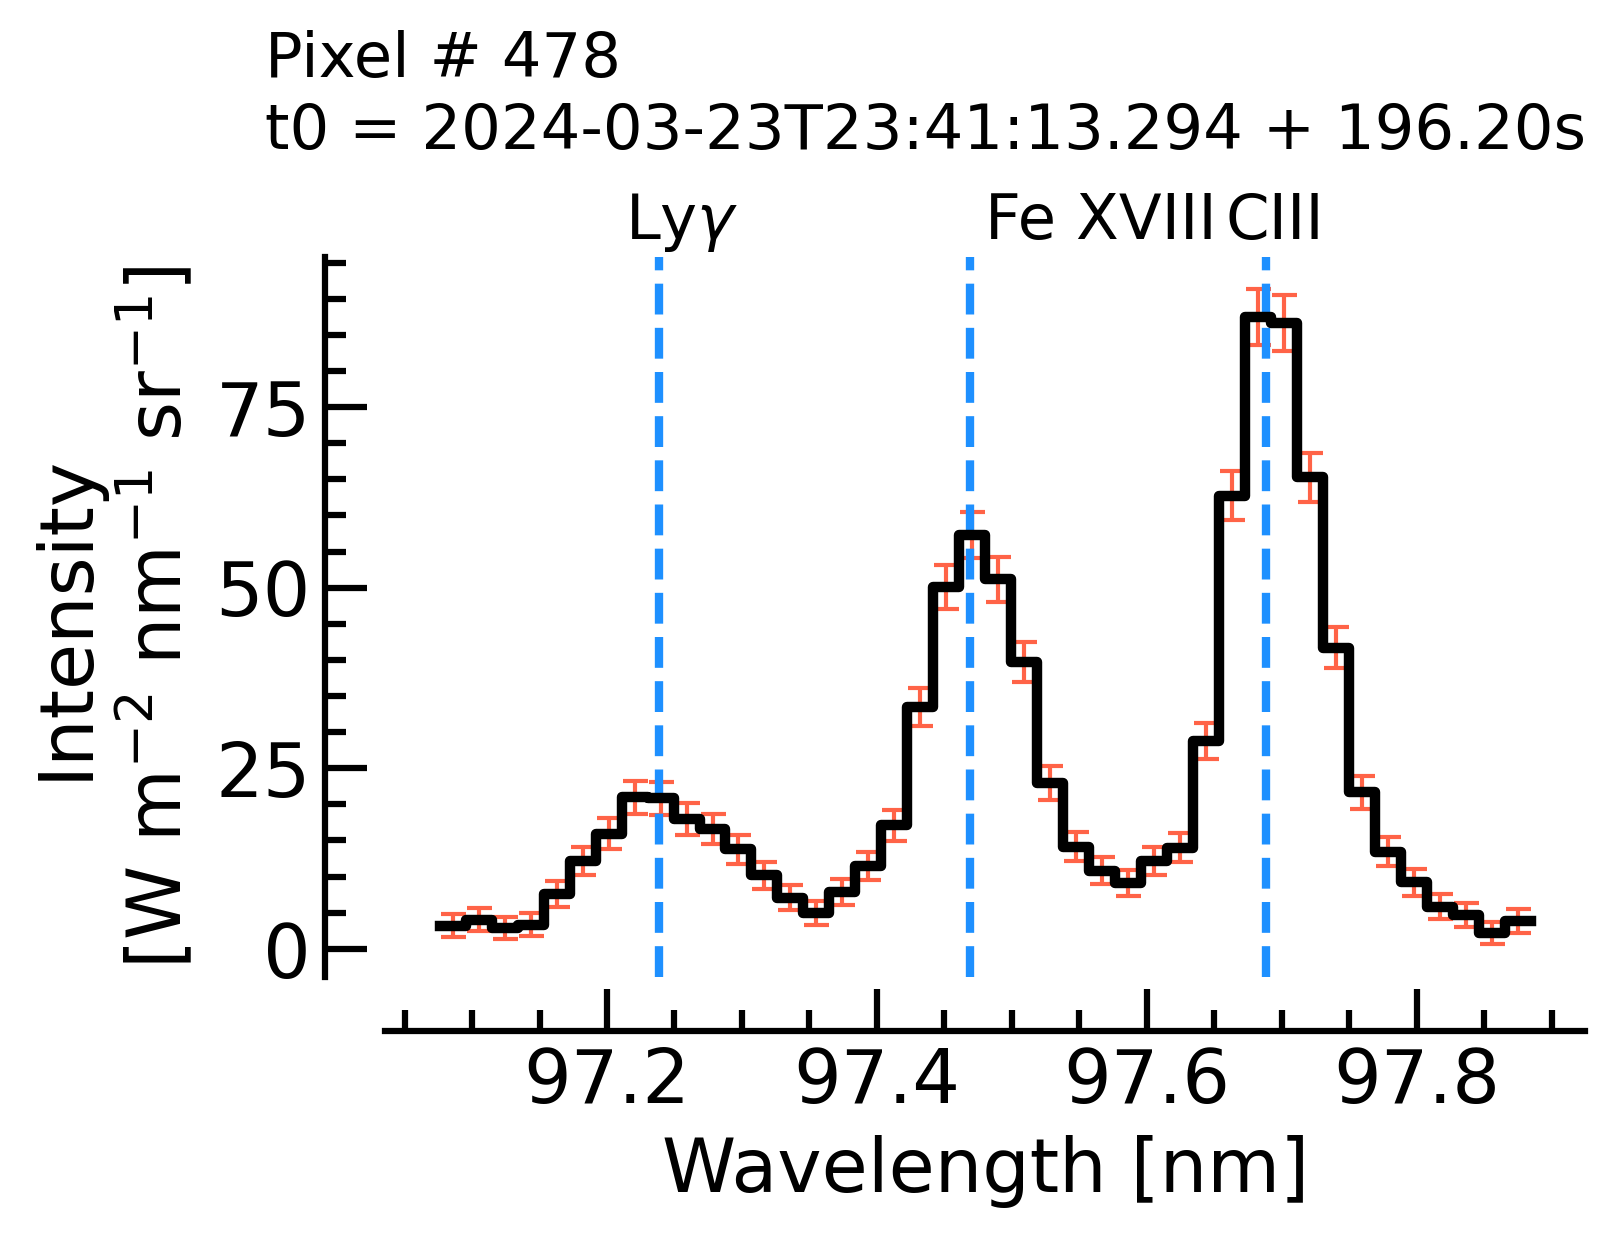 Pixel # 478
t0 = 2024-03-23T23:41:13.294 + 196.20s
Lyγ Fe XVIII CIII
Intensity
[W m⁻² nm⁻¹ sr⁻¹]
75
50
25
0
97.2 97.4 97.6 97.8
Wavelength [nm]